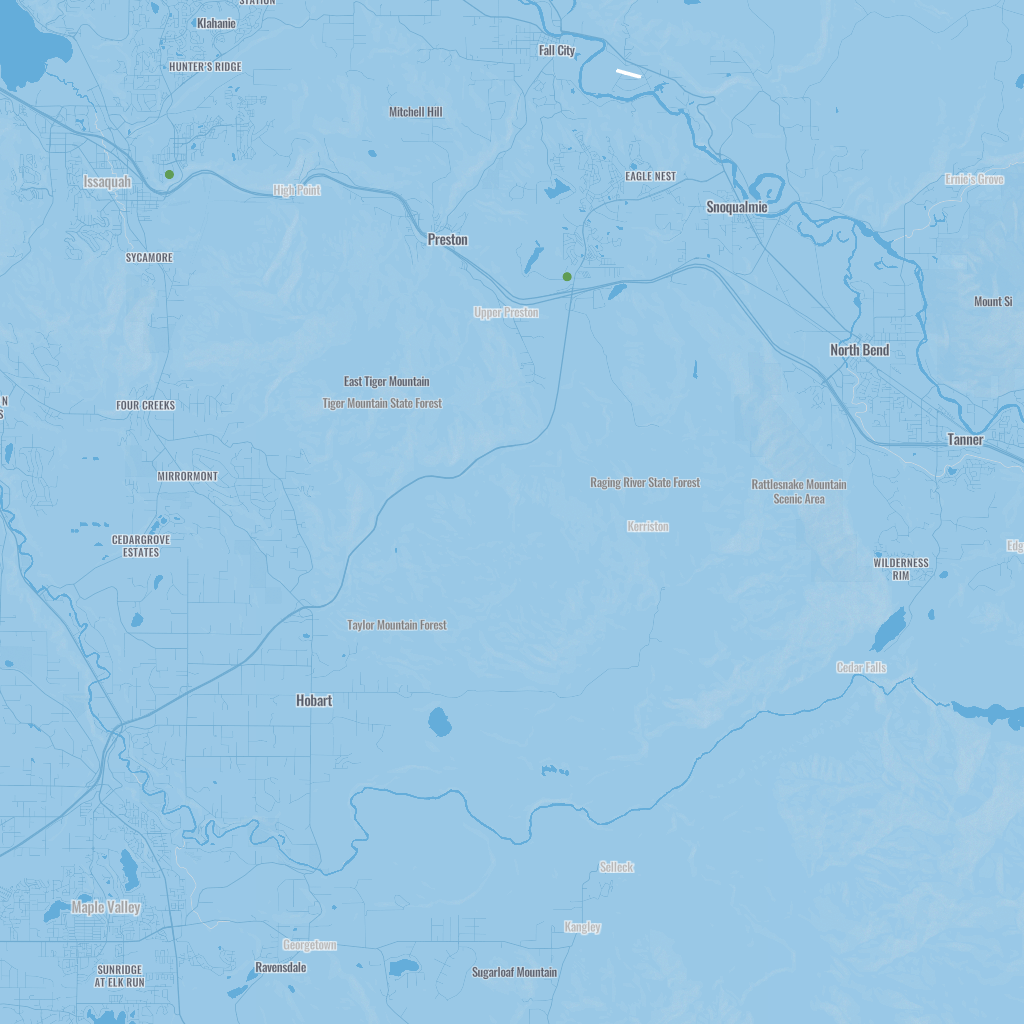 STATION
Klahanie
Fall City
HUNTER'S RIDGE
Mitchell Hill
EAGLE NEST
Issaquah
High Point
Ernie's Grove
Snoqualmie
Preston
SYCAMORE
Mount Si
Upper Preston
North Bend
East Tiger Mountain
Tiger Mountain State Forest
FOUR CREEKS
Tanner
MIRRORMONT
Raging River State Forest
Rattlesnake Mountain
Scenic Area
Kerriston
CEDARGROVE
ESTATES
Edg
WILDERNESS
RIM
Taylor Mountain Forest
Cedar Falls
Hobart
Selleck
Maple Valley
Kangley
Georgetown
Ravensdale
Sugarloaf Mountain
SUNRIDGE
AT ELK RUN